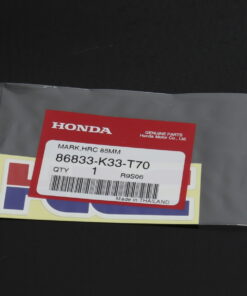 HONDA
GENUINE PARTS
Honda Motor Co., Ltd.
MARK,HRC 85MM
86833-K33-T70
QTY 1 R9S06
Made in THAILAND